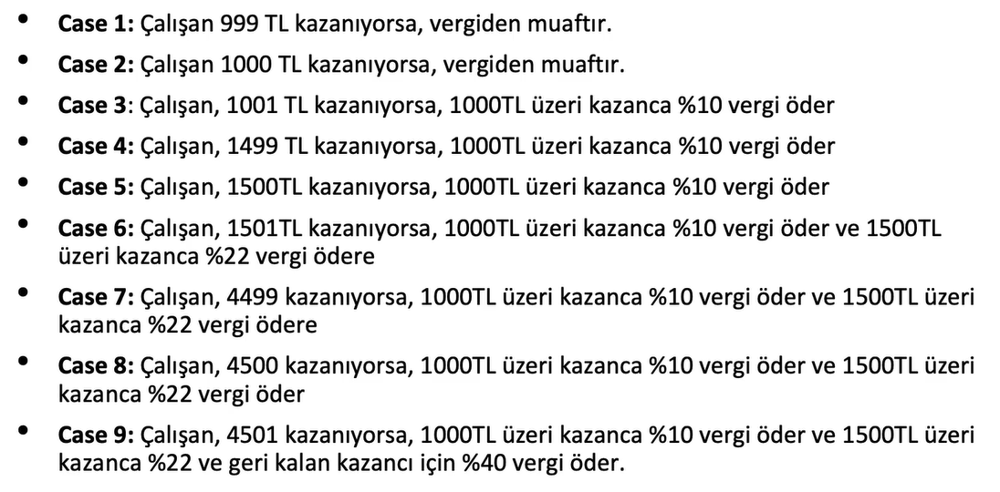 • Case 1: Çalışan 999 TL kazanıyorsa, vergiden muaftır.
• Case 2: Çalışan 1000 TL kazanıyorsa, vergiden muaftır.
• Case 3: Çalışan, 1001 TL kazanıyorsa, 1000TL üzeri kazanca %10 vergi öder
• Case 4: Çalışan, 1499 TL kazanıyorsa, 1000TL üzeri kazanca %10 vergi öder
• Case 5: Çalışan, 1500TL kazanıyorsa, 1000TL üzeri kazanca %10 vergi öder
• Case 6: Çalışan, 1501TL kazanıyorsa, 1000TL üzeri kazanca %10 vergi öder ve 1500TL
üzeri kazanca %22 vergi ödere
• Case 7: Çalışan, 4499 kazanıyorsa, 1000TL üzeri kazanca %10 vergi öder ve 1500TL üzeri
kazanca %22 vergi ödere
• Case 8: Çalışan, 4500 kazanıyorsa, 1000TL üzeri kazanca %10 vergi öder ve 1500TL üzeri
kazanca %22 vergi öder
• Case 9: Çalışan, 4501 kazanıyorsa, 1000TL üzeri kazanca %10 vergi öder ve 1500TL üzeri
kazanca %22 ve geri kalan kazancı için %40 vergi öder.